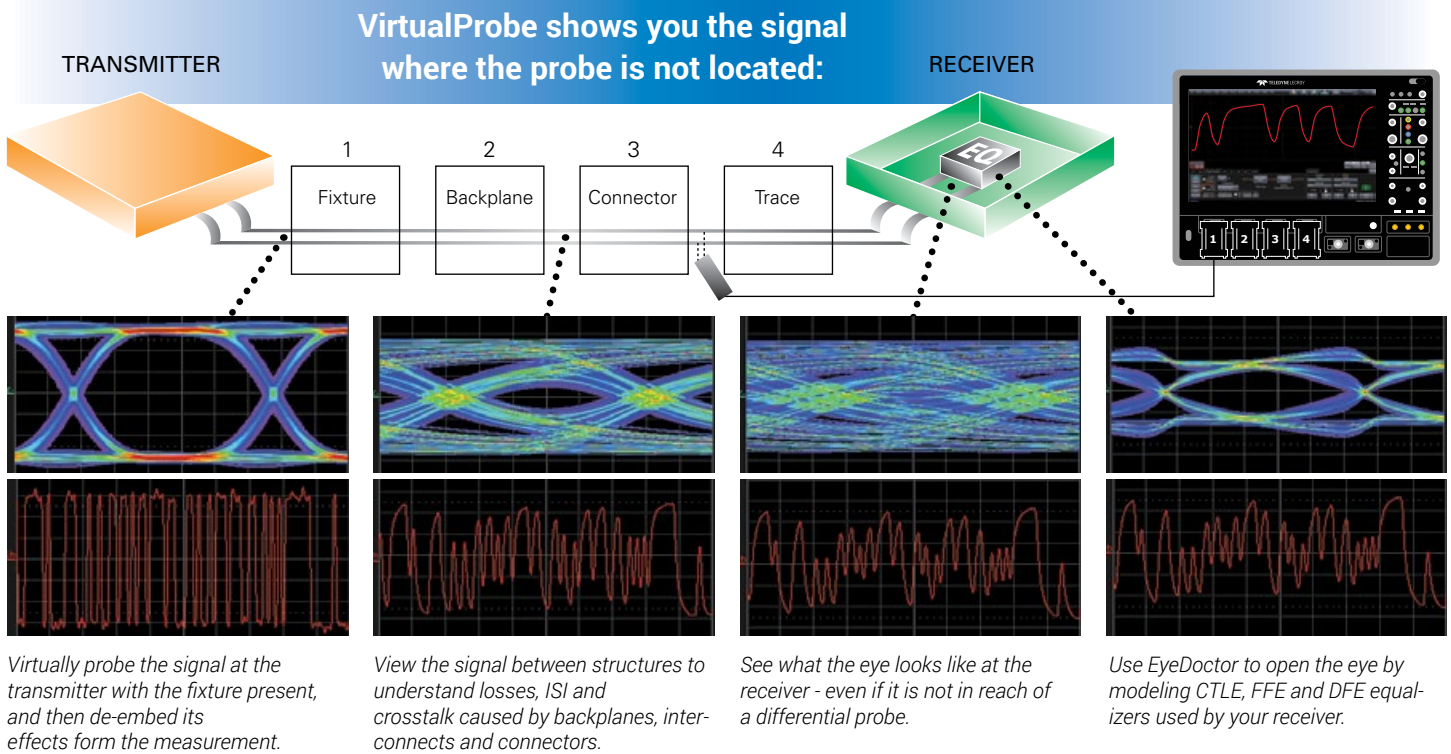 VirtualProbe shows you the signal
where the probe is not located:
TRANSMITTER
RECEIVER
TELEDYNE LECROY
1
2
3
4
Fixture
Backplane
Connector
Trace
EQ
1
2
3
4
Virtually probe the signal at the
transmitter with the fixture present,
and then de-embed its
effects form the measurement.
View the signal between structures to
understand losses, ISI and
crosstalk caused by backplanes, inter-
connects and connectors.
See what the eye looks like at the
receiver - even if it is not in reach of
a differential probe.
Use EyeDoctor to open the eye by
modeling CTLE, FFE and DFE equal-
izers used by your receiver.